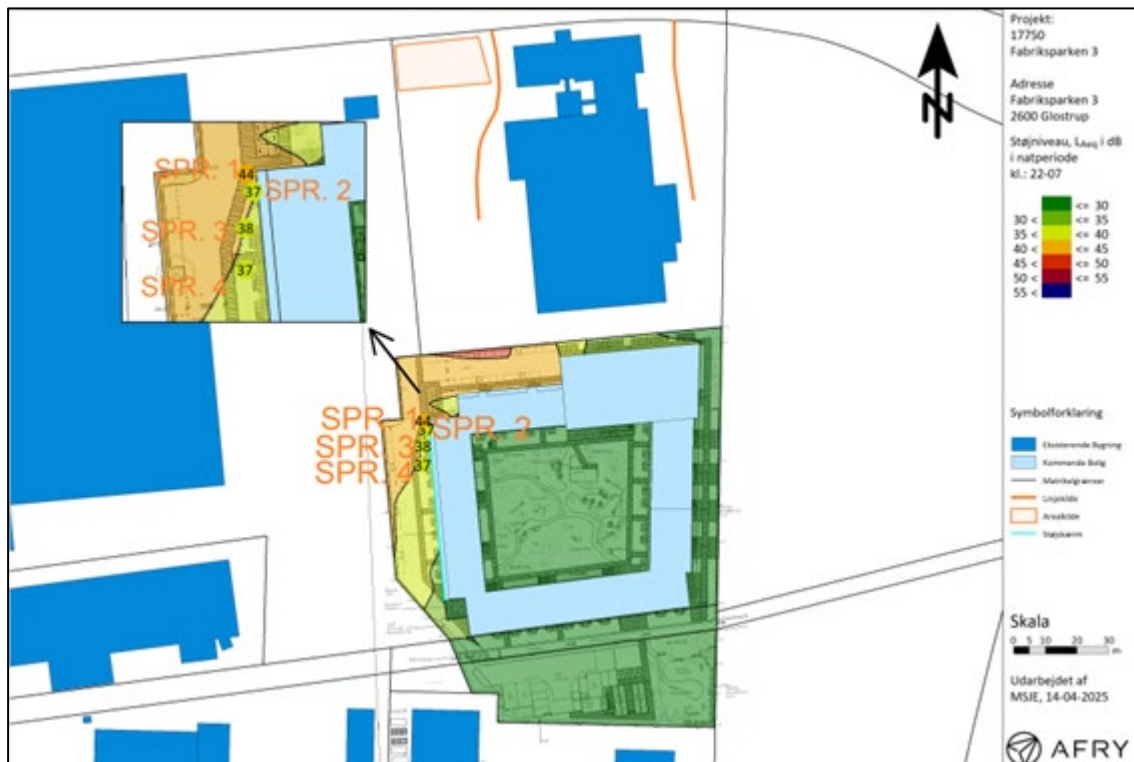 Projekt:
17750
Fabriksparken 3
Adresse
Fabriksparken 3
2600 Glostrup
Støjniveau, LAeq i dB
i natperiode
kl.: 22-07
<= 30
30 < <= 35
35 < <= 40
40 < <= 45
45 < <= 50
50 < <= 55
55 <
Symbolforklaring
Eksisterende Bygning
Kommende Bolig
Matrikelgrænser
Linjekilde
Arealkilde
Støjskærm
Skala
0 5 10 20 30
m
Udarbejdet af
MSJE, 14-04-2025
AFRY
N
SPR. 1
44
37
SPR. 2
SPR. 3
38
37
SPR. 4
SPR. 1
44
37
SPR. 2
SPR. 3
38
SPR. 4
37